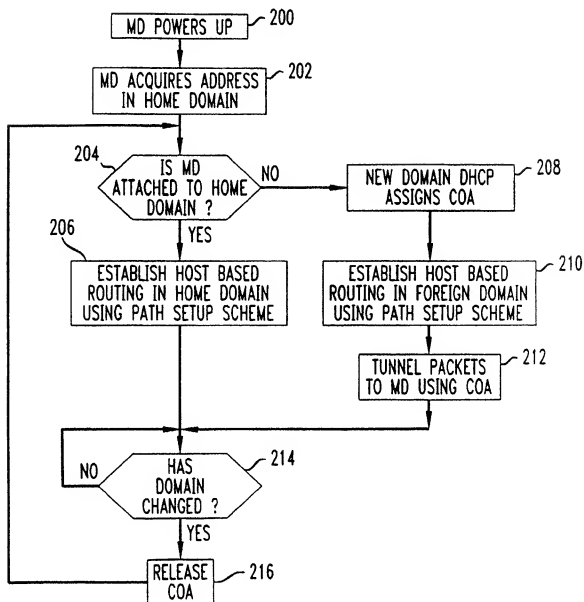 MD POWERS UP
200
MD ACQUIRES ADDRESS
IN HOME DOMAIN
202
204
IS MD
ATTACHED TO HOME
DOMAIN ?
NO
YES
NEW DOMAIN DHCP
ASSIGNS COA
208
206
ESTABLISH HOST BASED
ROUTING IN HOME DOMAIN
USING PATH SETUP SCHEME
ESTABLISH HOST BASED
ROUTING IN FOREIGN DOMAIN
USING PATH SETUP SCHEME
210
TUNNEL PACKETS
TO MD USING COA
212
NO
HAS
DOMAIN
CHANGED ?
214
YES
RELEASE
COA
216